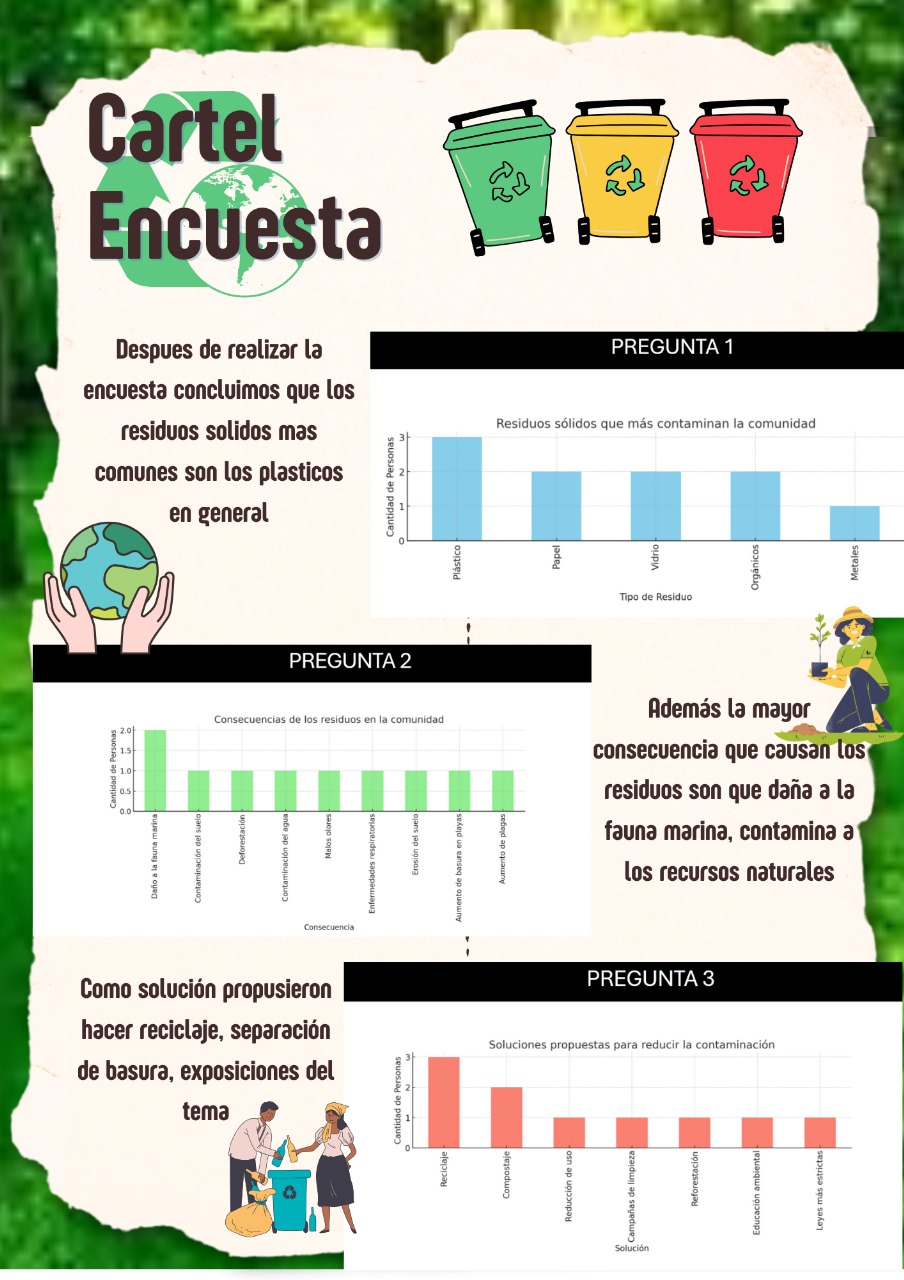 Cartel
Encuesta
Despues de realizar la
encuesta concluimos que los
residuos solidos mas
comunes son los plasticos
en general
PREGUNTA 1
Residuos sólidos que más contaminan la comunidad
Cantidad de Personas
3
2
1
0
Plástico
Papel
Vidrio
Orgánicos
Metales
Tipo de Residuo
PREGUNTA 2
Consecuencias de los residuos en la comunidad
Cantidad de Personas
2.0
1.5
1.0
0.5
0.0
Daño a la fauna marina
Contaminación del suelo
Deforestación
Contaminación del agua
Malos olores
Enfermedades respiratorias
Erosión del suelo
Aumento de basura en playas
Aumento de plagas
Consecuencia
Además la mayor
consecuencia que causan los
residuos son que daña a la
fauna marina, contamina a
los recursos naturales
Como solución propusieron
hacer reciclaje, separación
de basura, exposiciones del
tema
PREGUNTA 3
Soluciones propuestas para reducir la contaminación
Cantidad de Personas
3
2
1
0
Reciclaje
Compostaje
Reducción de uso
Campañas de limpieza
Reforestación
Educación ambiental
Leyes más estrictas
Solución